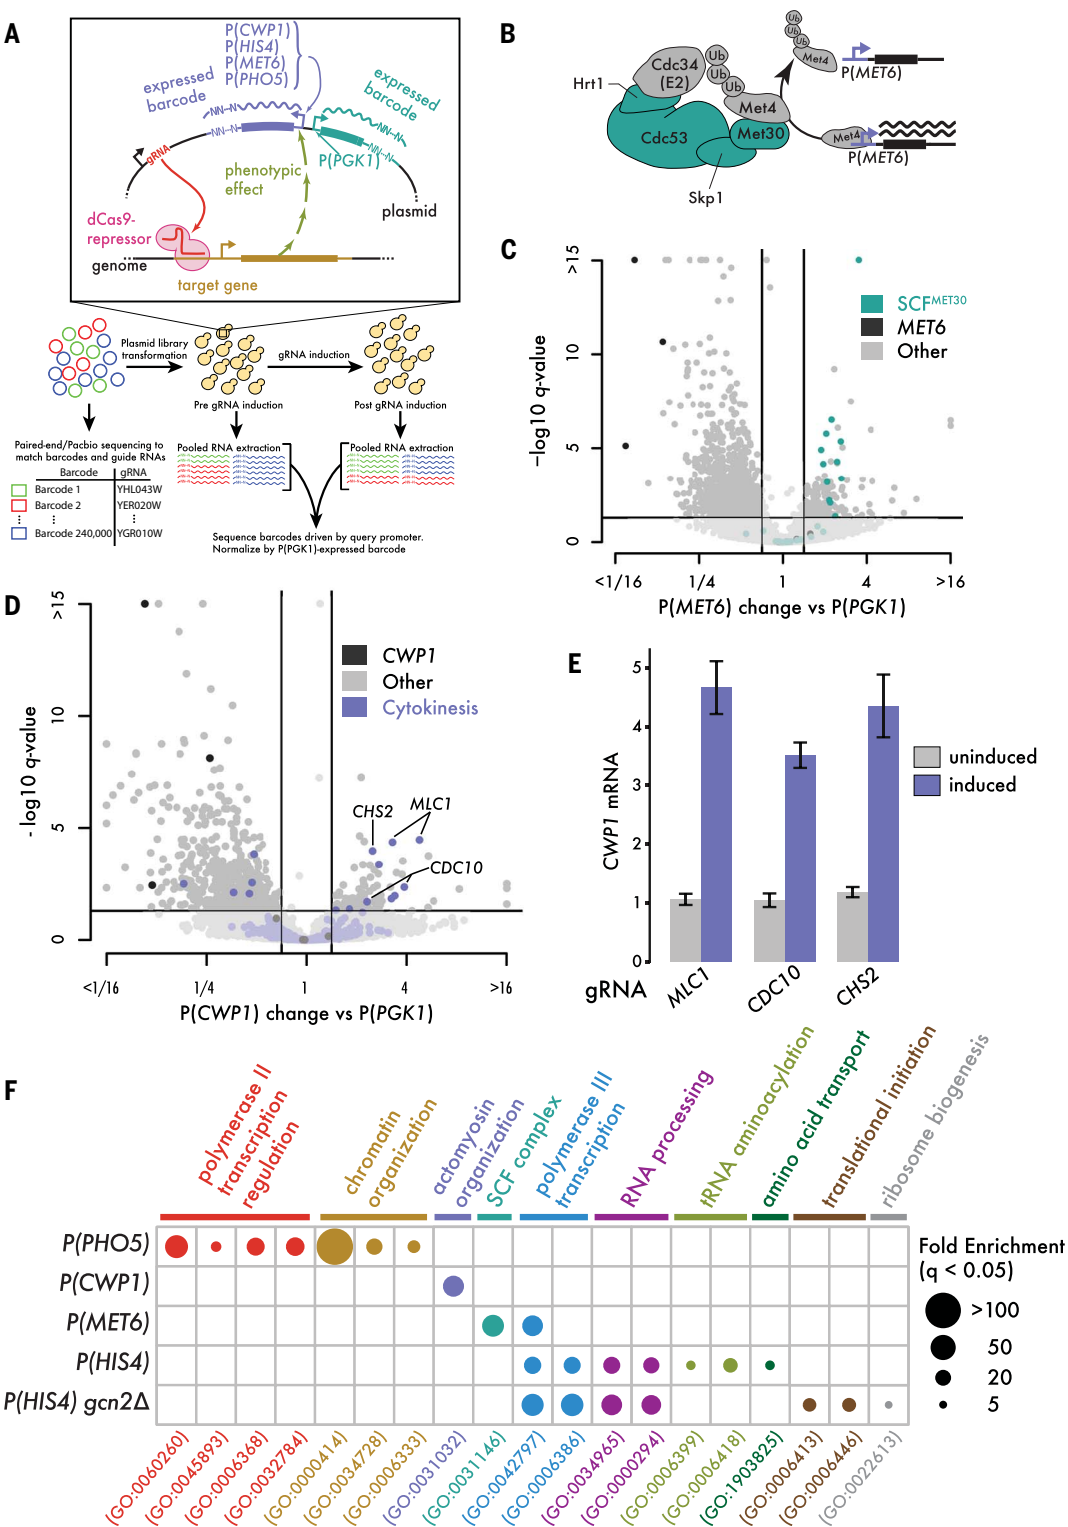 A
P(CWP1)
P(HIS4)
P(MET6)
P(PHO5)
expressed
barcode
expressed
barcode
NN–N
NN–N
NN–N
NN–N
gRNA
P(PGK1)
phenotypic
effect
plasmid
dCas9-
repressor
genome
target gene
Plasmid library
transformation
gRNA induction
Pre gRNA induction
Post gRNA induction
Paired-end/Pacbio sequencing to
match barcodes and guide RNAs
Pooled RNA extraction
Pooled RNA extraction
Barcode gRNA
Barcode 1 YHL043W
Barcode 2 YER020W
Barcode 240,000 YGR010W
Sequence barcodes driven by query promoter.
Normalize by P(PGK1)-expressed barcode
B
Hrt1
Cdc34
(E2)
Ub
Ub
Ub
Met4
Cdc53
Met30
Skp1
Ub
Ub
Ub
Met4
P(MET6)
Met4
P(MET6)
C
–log10 q-value
>15
10
5
0
SCFMET30
MET6
Other
<1/16 1/4 1 4 >16
P(MET6) change vs P(PGK1)
D
- log10 q-value
>15
10
5
0
CWP1
Other
Cytokinesis
CHS2
MLC1
CDC10
<1/16 1/4 1 4 >16
P(CWP1) change vs P(PGK1)
E
CWP1 mRNA
5
4
3
2
1
0
uninduced
induced
gRNA
MLC1
CDC10
CHS2
F
polymerase II
transcription
regulation
chromatin
organization
actomyosin
organization
SCF complex
polymerase III
transcription
RNA processing
tRNA aminoacylation
amino acid transport
translational initiation
ribosome biogenesis
P(PHO5)
P(CWP1)
P(MET6)
P(HIS4)
P(HIS4) gcn2Δ
Fold Enrichment
(q < 0.05)
>100
50
20
5
(GO:0060260)
(GO:0045893)
(GO:0006368)
(GO:0032784)
(GO:0000414)
(GO:0034728)
(GO:0006333)
(GO:0031032)
(GO:0031146)
(GO:0042797)
(GO:0006386)
(GO:0034965)
(GO:0000294)
(GO:0006399)
(GO:0006418)
(GO:1903825)
(GO:0006413)
(GO:0006446)
(GO:0022613)